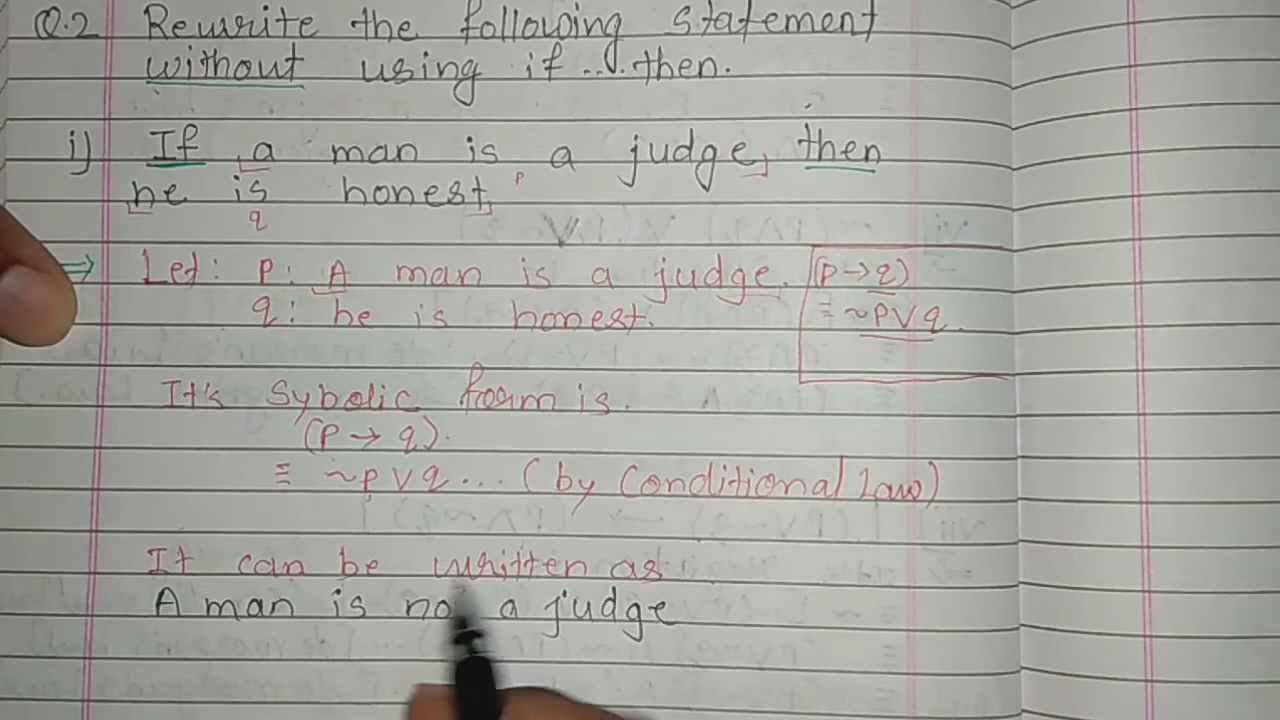 Q.2 Rewrite the following statement
without using if...then.
i) If a man is a judge, then
he is honest. p
q
⇒ Let: p: A man is a judge. (p→q)
q: he is honest. ≡ ~p∨q.
It's Sybolic foarm is.
(p → q).
≡ ~p∨q... (by Conditional Law)
It can be written as
A man is not a judge